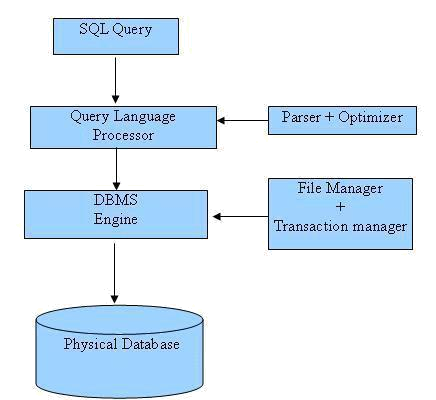 SQL Query
Query Language
Processor
Parser + Optimizer
DBMS
Engine
File Manager
+
Transaction manager
Physical Database